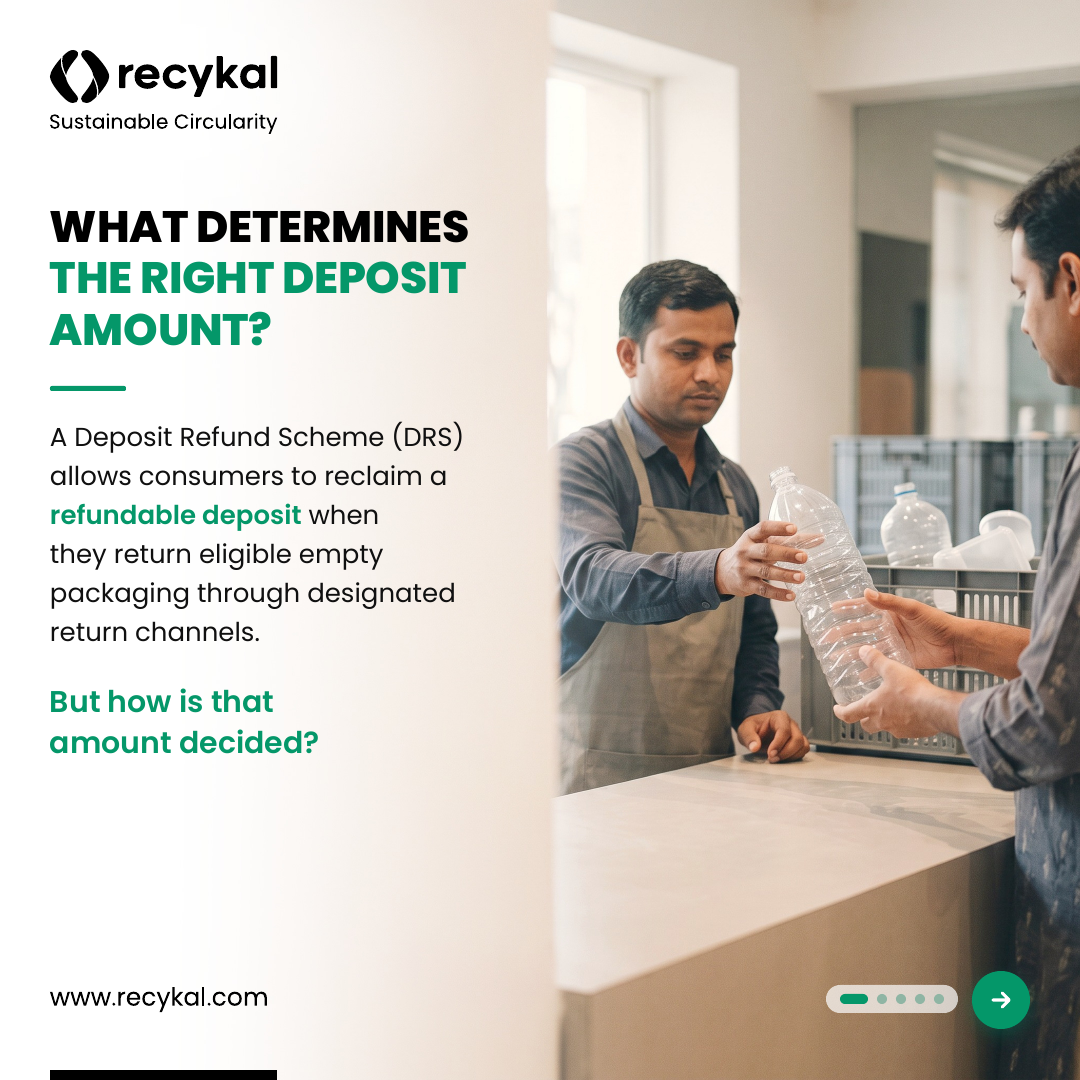 recykal
Sustainable Circularity
WHAT DETERMINES
THE RIGHT DEPOSIT
AMOUNT?
A Deposit Refund Scheme (DRS)
allows consumers to reclaim a
refundable deposit when
they return eligible empty
packaging through designated
return channels.
But how is that
amount decided?
www.recykal.com